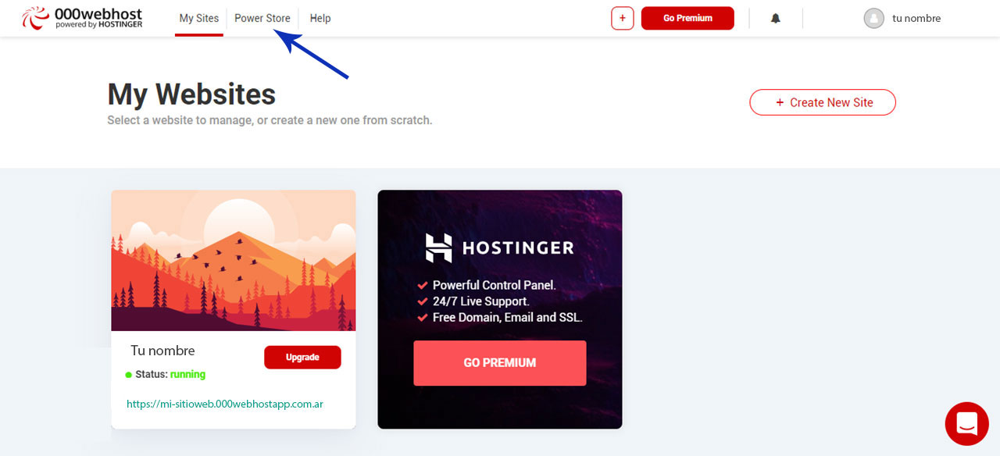 000webhost
powered by HOSTINGER
My Sites
Power Store
Help
+
Go Premium
tu nombre
My Websites
Select a website to manage, or create a new one from scratch.
+ Create New Site
Tu nombre
Upgrade
Status: running
https://mi-sitioweb.000webhostapp.com.ar
HOSTINGER
Powerful Control Panel.
24/7 Live Support.
Free Domain, Email and SSL.
GO PREMIUM